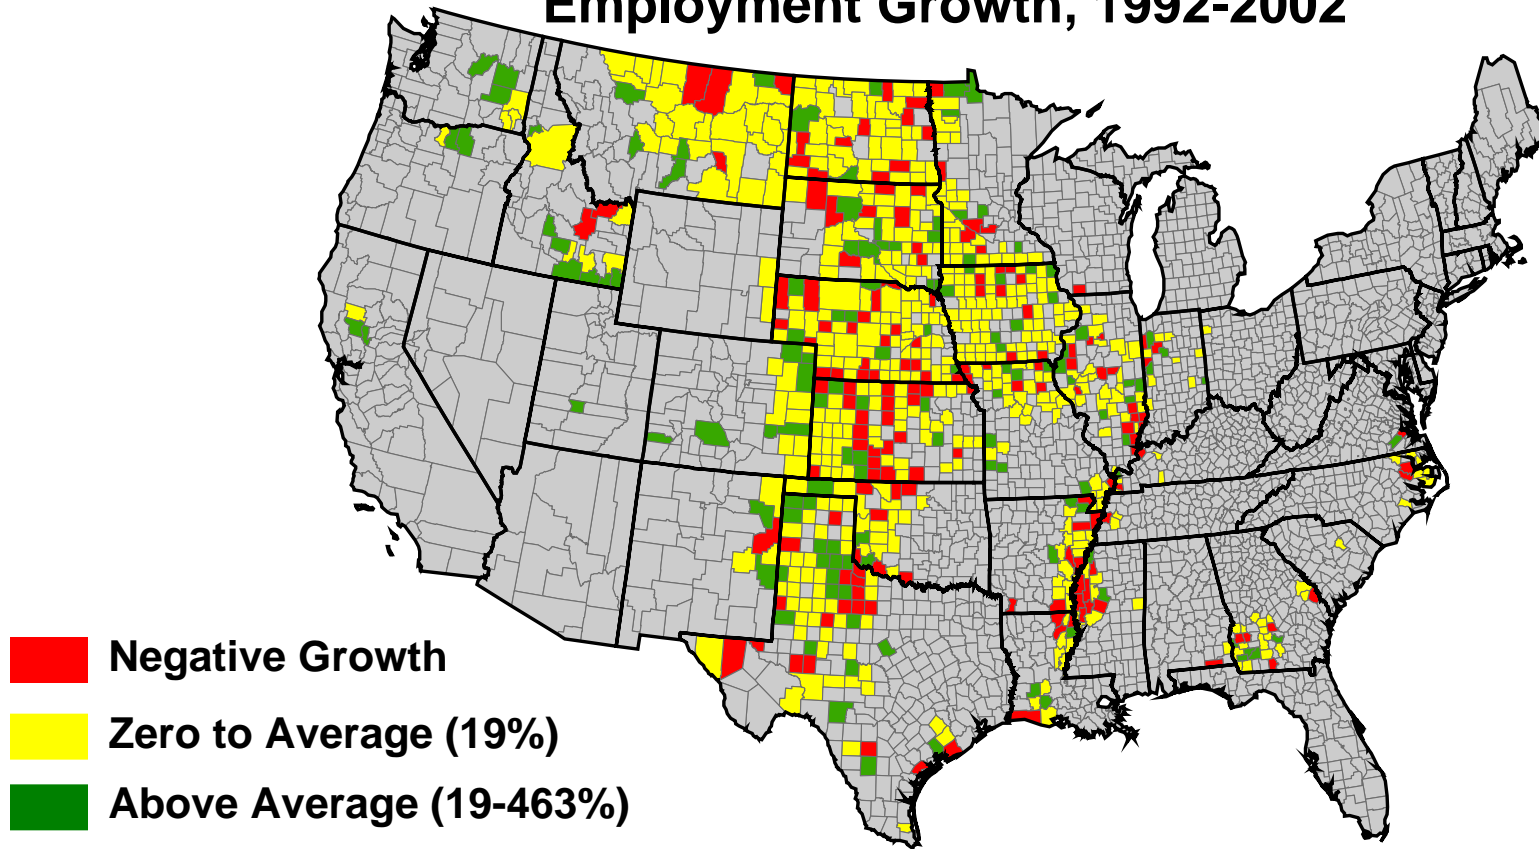 Employment Growth, 1992-2002
Negative Growth
Zero to Average (19%)
Above Average (19-463%)